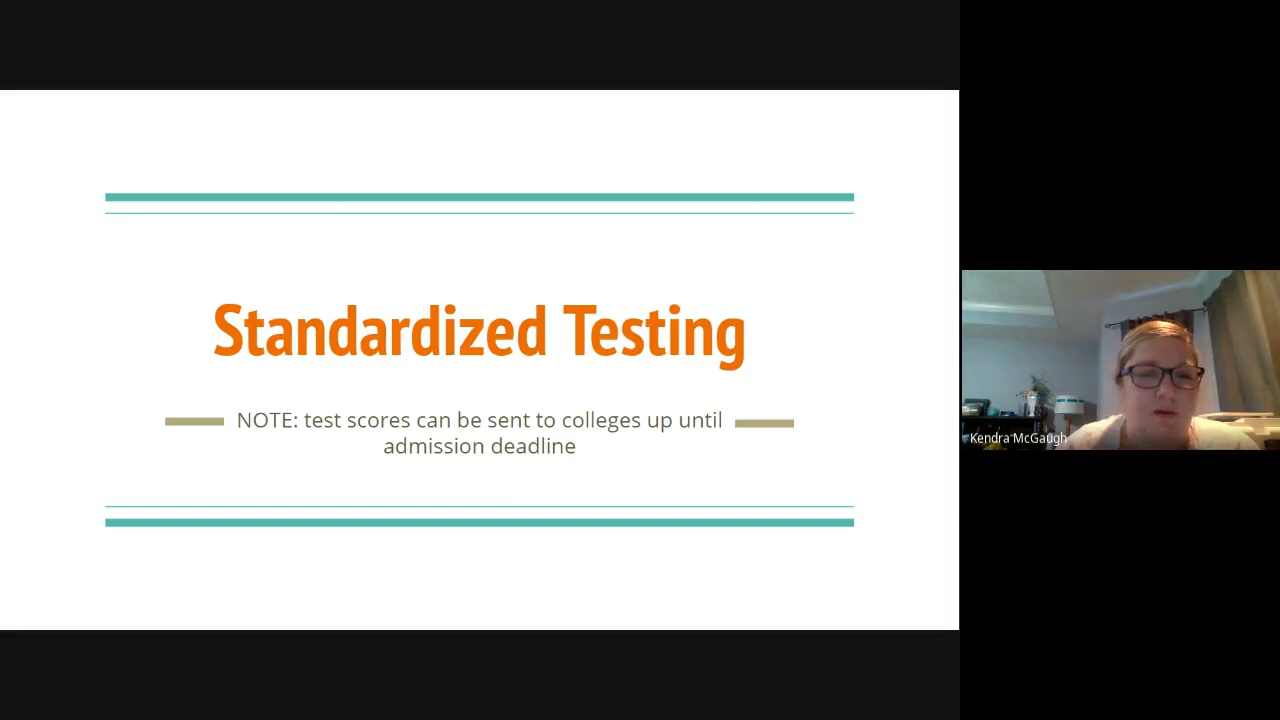 Standardized Testing
NOTE: test scores can be sent to colleges up until
admission deadline
Kendra McGaugh